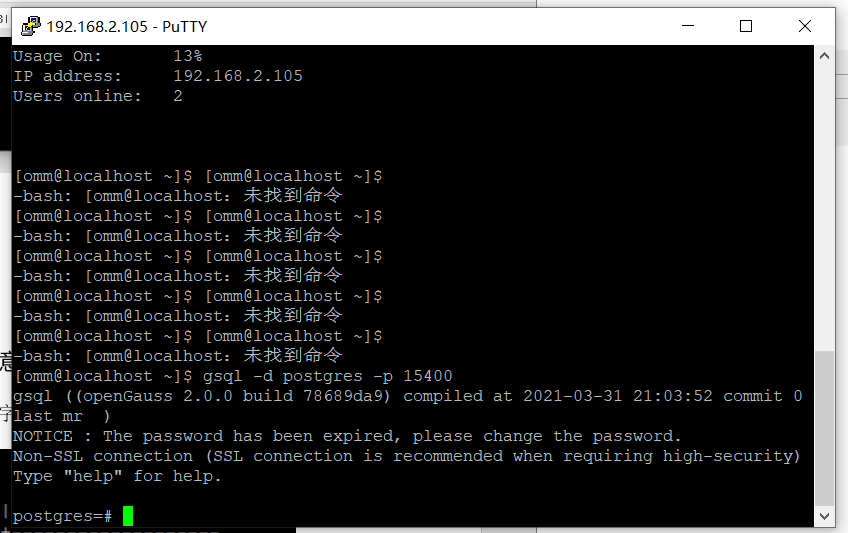 192.168.2.105 - PuTTY
Usage On: 13%
IP address: 192.168.2.105
Users online: 2
[omm@localhost ~]$ [omm@localhost ~]$
-bash: [omm@localhost: 未找到命令
[omm@localhost ~]$ [omm@localhost ~]$
-bash: [omm@localhost: 未找到命令
[omm@localhost ~]$ [omm@localhost ~]$
-bash: [omm@localhost: 未找到命令
[omm@localhost ~]$ [omm@localhost ~]$
-bash: [omm@localhost: 未找到命令
[omm@localhost ~]$ [omm@localhost ~]$
-bash: [omm@localhost: 未找到命令
[omm@localhost ~]$ gsql -d postgres -p 15400
gsql ((openGauss 2.0.0 build 78689da9) compiled at 2021-03-31 21:03:52 commit 0
last mr  )
NOTICE : The password has been expired, please change the password.
Non-SSL connection (SSL connection is recommended when requiring high-security)
Type "help" for help.
postgres=#